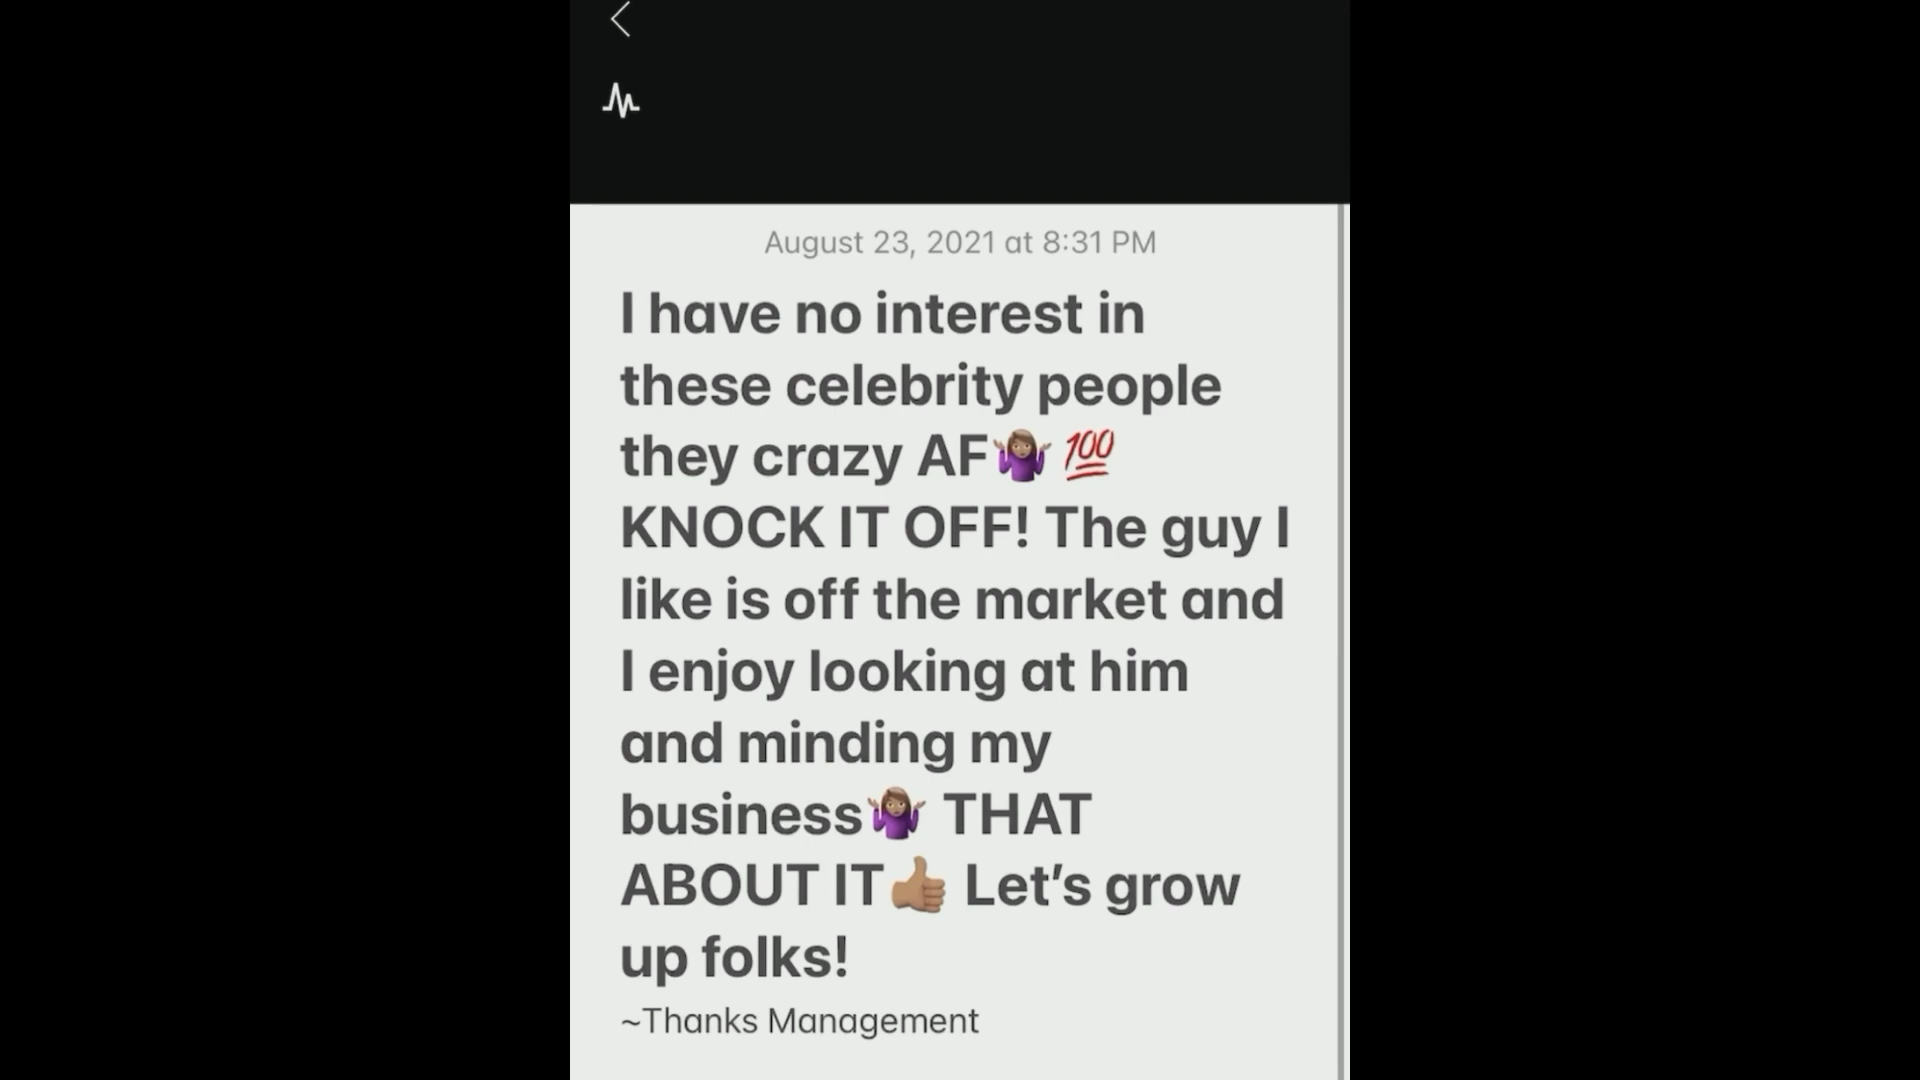 August 23, 2021 at 8:31 PM
I have no interest in
these celebrity people
they crazy AF🤷🏽‍♀️ 💯
KNOCK IT OFF! The guy I
like is off the market and
I enjoy looking at him
and minding my
business🤷🏽‍♀️ THAT
ABOUT IT👍🏽 Let’s grow
up folks!
~Thanks Management